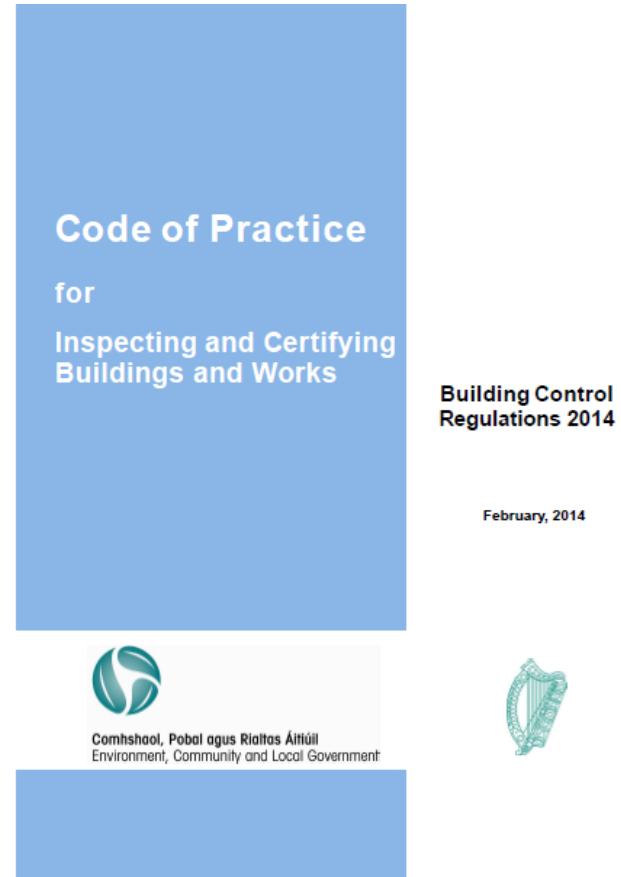 Code of Practice
for
Inspecting and Certifying
Buildings and Works
Building Control
Regulations 2014
February, 2014
Comhshaol, Pobal agus Rialtas Áitiúil
Environment, Community and Local Government